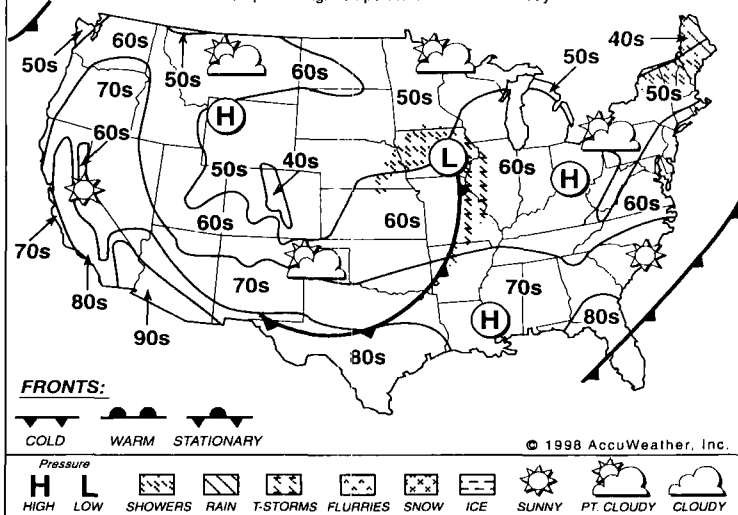 60s
40s
50s
50s
60s
50s
50s
70s
50s
50s
H
60s
L
50s
40s
60s
H
60s
60s
60s
70s
70s
70s
80s
H
80s
90s
80s
FRONTS:
COLD WARM STATIONARY
© 1998 AccuWeather, Inc.
Pressure
H L
HIGH LOW SHOWERS RAIN T-STORMS FLURRIES SNOW ICE SUNNY PT. CLOUDY CLOUDY